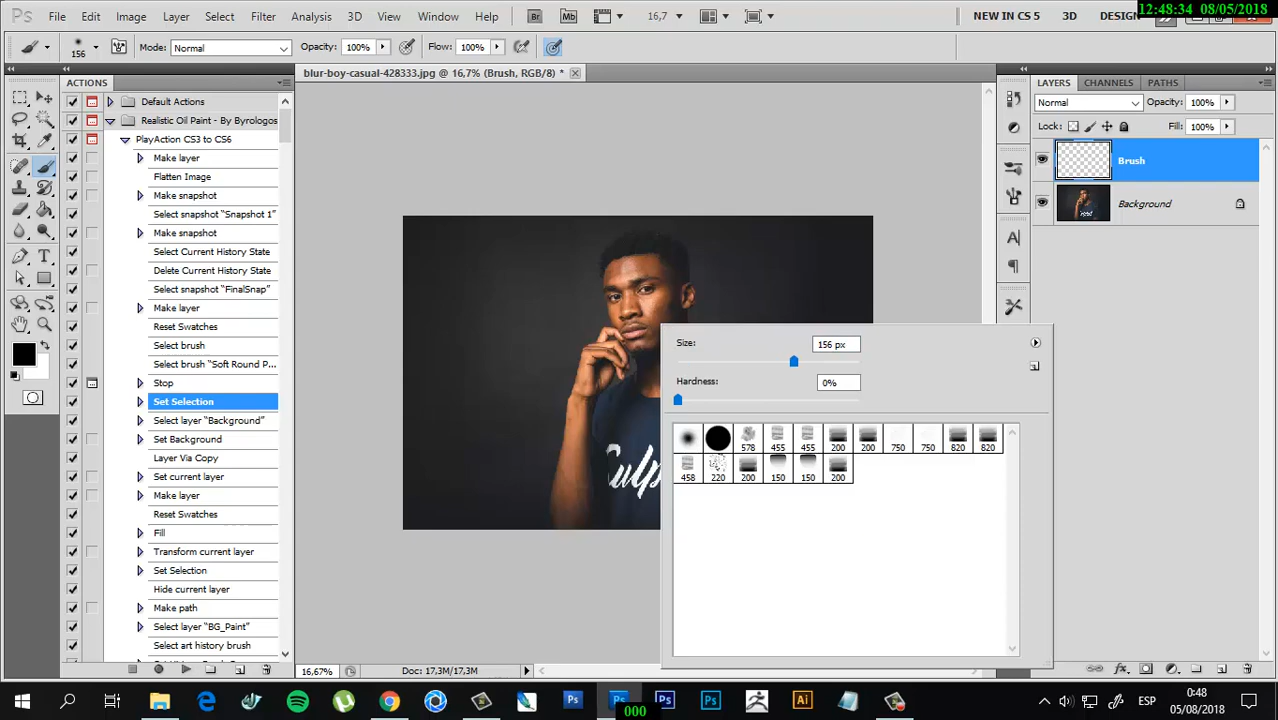 Ps File Edit Image Layer Select Filter Analysis 3D View Window Help Br Mb 16,7 NEW IN CS 5 3D DESIGN
12:48:34 08/05/2018
156 Mode: Normal Opacity: 100% Flow: 100%
ACTIONS
blur-boy-casual-428333.jpg @ 16,7% (Brush, RGB/8) *
LAYERS CHANNELS PATHS
Normal Opacity: 100%
Lock: Fill: 100%
Brush
Background
Default Actions
Realistic Oil Paint - By Byrologos
PlayAction CS3 to CS6
Make layer
Flatten Image
Make snapshot
Select snapshot “Snapshot 1”
Make snapshot
Select Current History State
Delete Current History State
Select snapshot “FinalSnap”
Make layer
Reset Swatches
Select brush
Select brush “Soft Round P...
Stop
Set Selection
Select layer “Background”
Set Background
Layer Via Copy
Set current layer
Make layer
Reset Swatches
Fill
Transform current layer
Set Selection
Hide current layer
Make path
Select layer “BG_Paint”
Select art history brush
Size: 156 px
Hardness: 0%
578 455 455 200 200 750 750 820 820
458 220 200 150 150 200
16,67% Doc: 17,3M/17,3M
ESP
0:48
05/08/2018
000